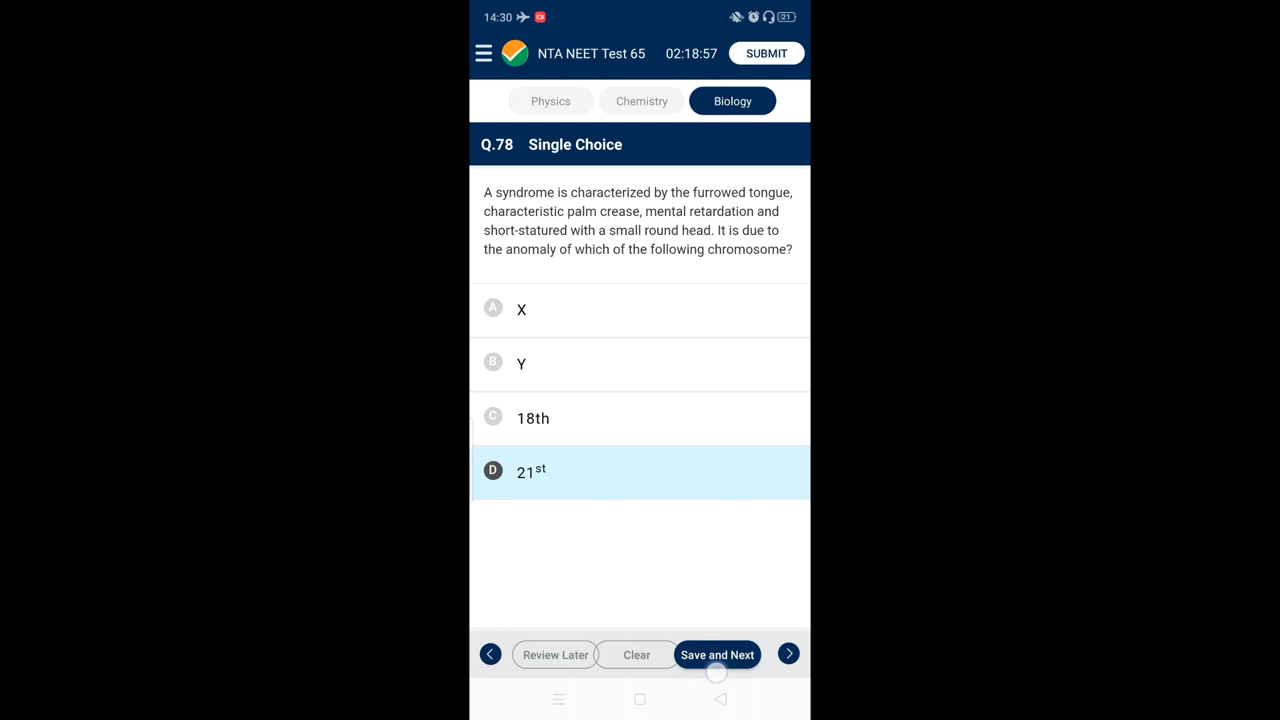 14:30 21
NTA NEET Test 65 02:18:57 SUBMIT
Physics Chemistry Biology
Q.78 Single Choice
A syndrome is characterized by the furrowed tongue,
characteristic palm crease, mental retardation and
short-statured with a small round head. It is due to
the anomaly of which of the following chromosome?
A X
B Y
C 18th
D 21st
Review Later Clear Save and Next